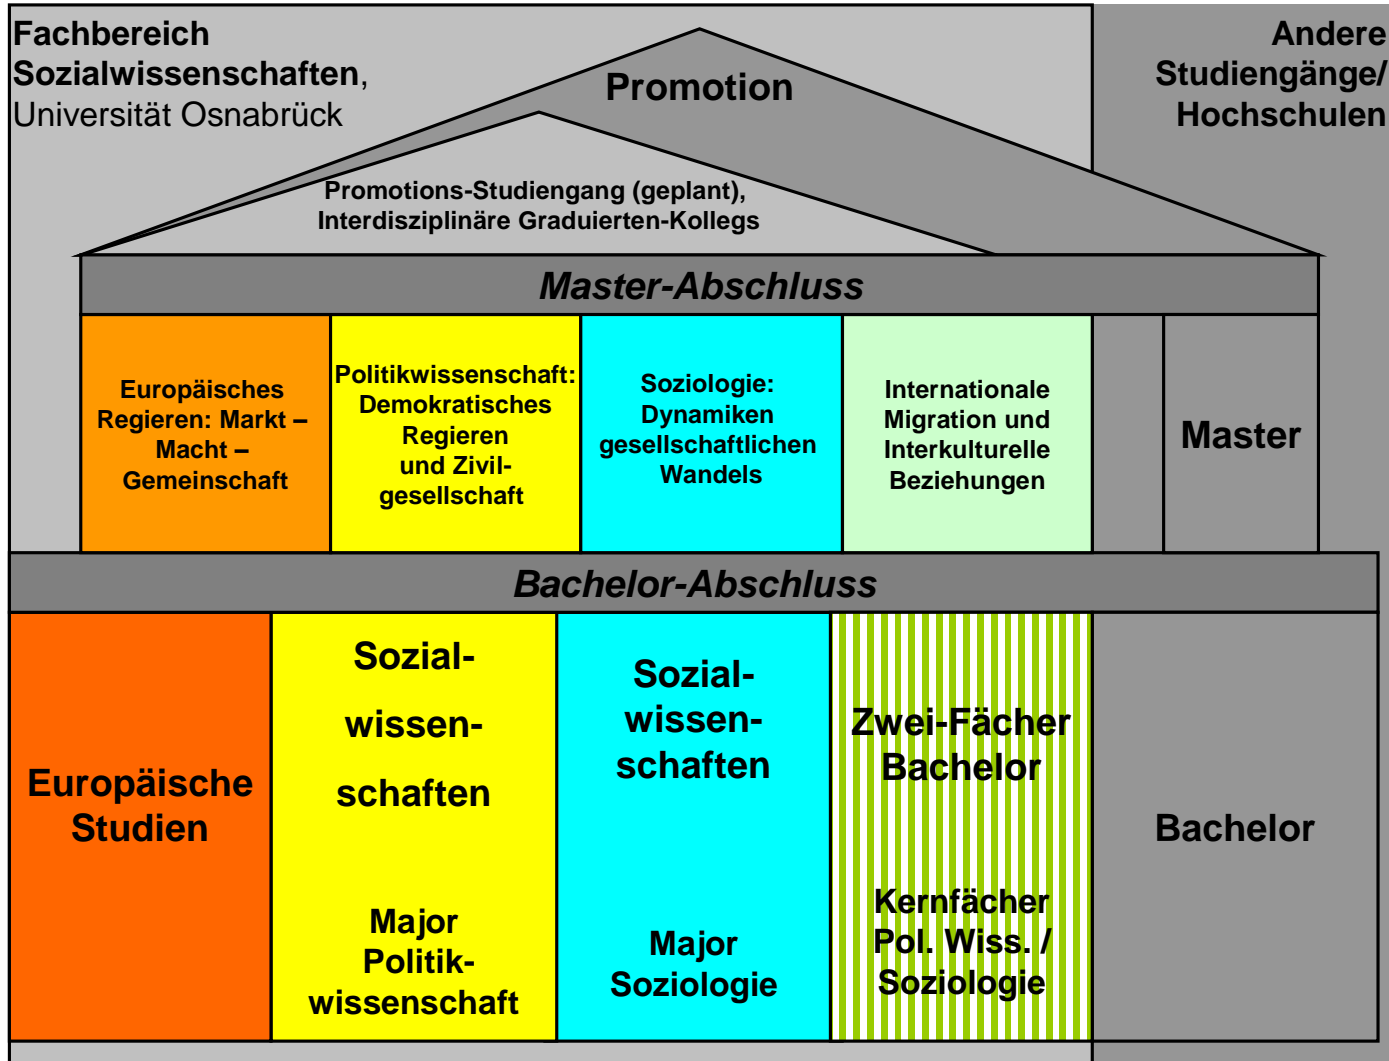 Fachbereich
Sozialwissenschaften,
Universität Osnabrück
Andere
Studiengänge/
Hochschulen
Promotion
Promotions-Studiengang (geplant),
Interdisziplinäre Graduierten-Kollegs
Master-Abschluss
Europäisches
Regieren: Markt –
Macht –
Gemeinschaft
Politikwissenschaft:
Demokratisches
Regieren
und Zivil-
gesellschaft
Soziologie:
Dynamiken
gesellschaftlichen
Wandels
Internationale
Migration und
Interkulturelle
Beziehungen
Master
Bachelor-Abschluss
Europäische
Studien
Sozial-
wissen-
schaften
Major
Politik-
wissenschaft
Sozial-
wissen-
schaften
Major
Soziologie
Zwei-Fächer
Bachelor
Kernfächer
Pol. Wiss. /
Soziologie
Bachelor